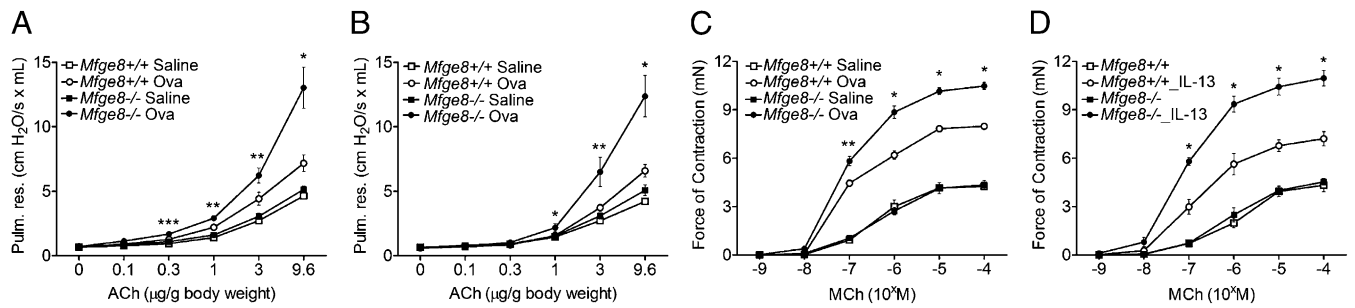 A
Pulm. res. (cm H₂O/s x mL)
15
10
5
0
Mfge8+/+ Saline
Mfge8+/+ Ova
Mfge8-/- Saline
Mfge8-/- Ova
***
**
**
*
0 0.1 0.3 1 3 9.6
ACh (μg/g body weight)
B
Pulm. res. (cm H₂O/s x mL)
15
10
5
0
Mfge8+/+ Saline
Mfge8+/+ Ova
Mfge8-/- Saline
Mfge8-/- Ova
*
**
*
0 0.1 0.3 1 3 9.6
ACh (μg/g body weight)
C
Force of Contraction (mN)
12
9
6
3
0
Mfge8+/+ Saline
Mfge8+/+ Ova
Mfge8-/- Saline
Mfge8-/- Ova
**
*
*
*
-9 -8 -7 -6 -5 -4
MCh (10ˣM)
D
Force of Contraction (mN)
12
9
6
3
0
Mfge8+/+
Mfge8+/+_IL-13
Mfge8-/-
Mfge8-/-_IL-13
*
*
*
*
-9 -8 -7 -6 -5 -4
MCh (10ˣM)